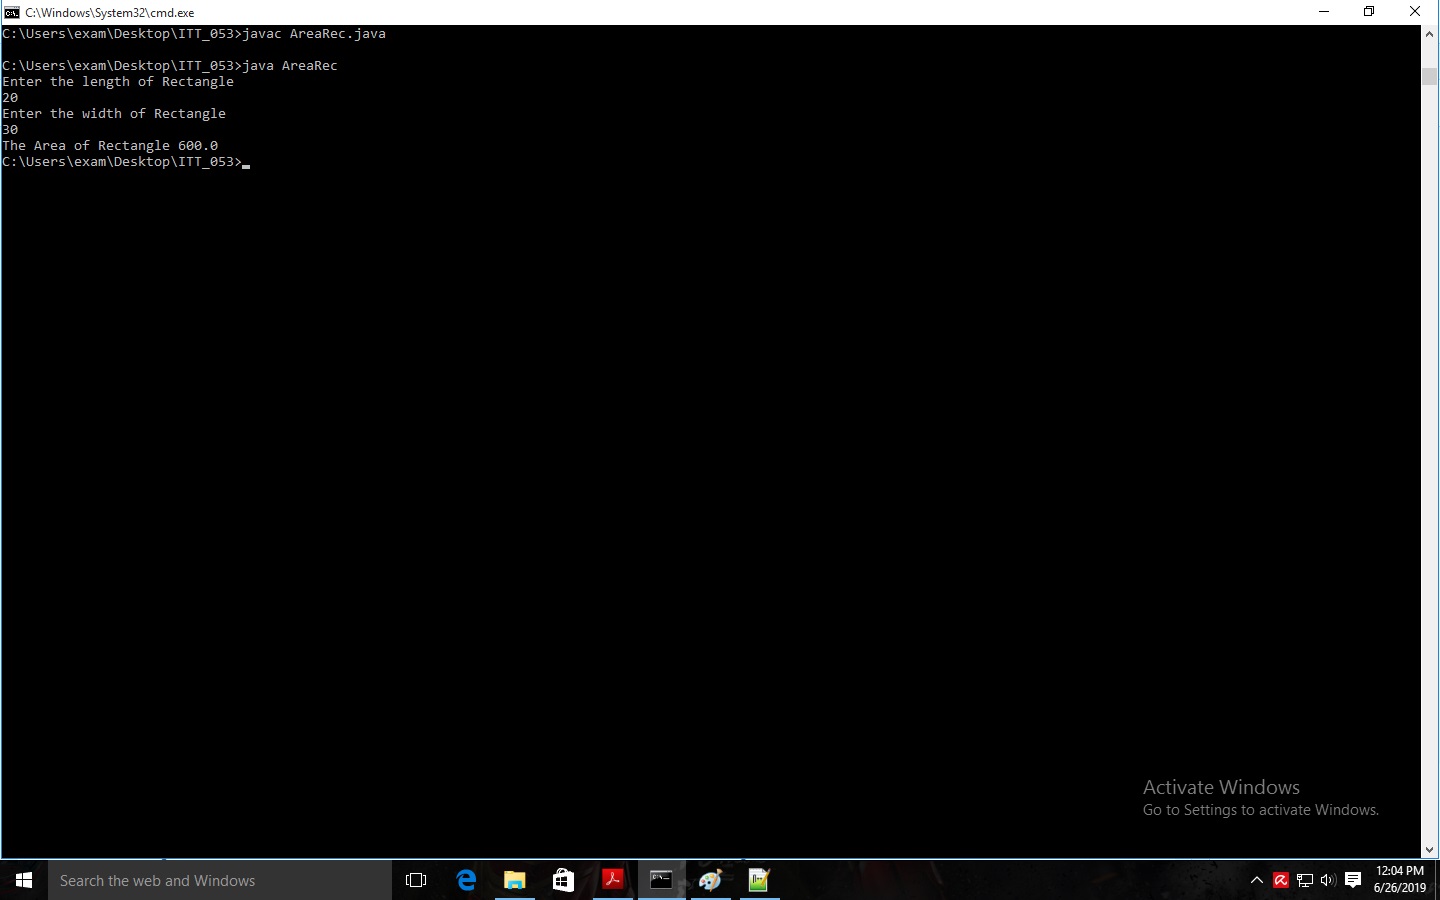 C:\Windows\System32\cmd.exe
C:\Users\exam\Desktop\ITT_053>javac AreaRec.java
C:\Users\exam\Desktop\ITT_053>java AreaRec
Enter the length of Rectangle
20
Enter the width of Rectangle
30
The Area of Rectangle 600.0
C:\Users\exam\Desktop\ITT_053>
Activate Windows
Go to Settings to activate Windows.
Search the web and Windows
12:04 PM
6/26/2019